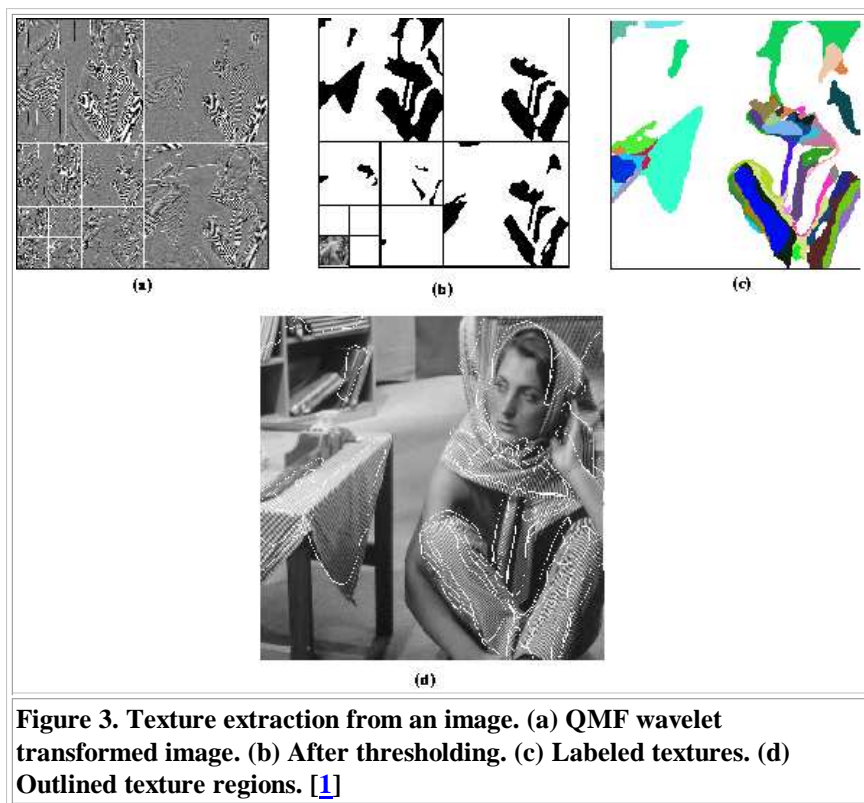 (a)
(b)
(c)
(d)
Figure 3. Texture extraction from an image. (a) QMF wavelet
transformed image. (b) After thresholding. (c) Labeled textures. (d)
Outlined texture regions. [1]